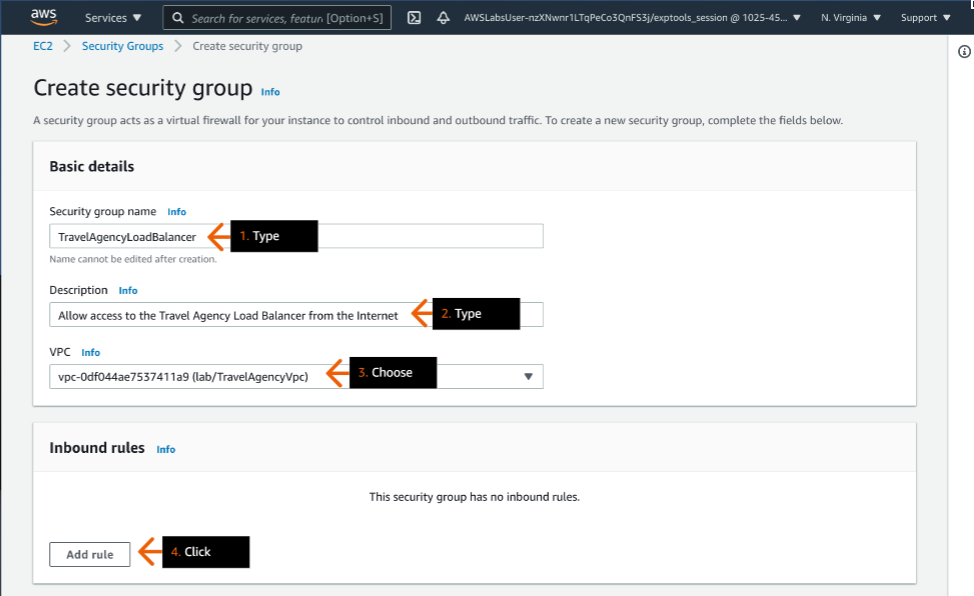 aws Services Search for services, featur [Option+S] AWSLabsUser-nzXNwnr1LTqPeCo3QnFS3j/exptools_session @ 1025-45... N. Virginia Support
EC2 Security Groups Create security group
Create security group Info
A security group acts as a virtual firewall for your instance to control inbound and outbound traffic. To create a new security group, complete the fields below.
Basic details
Security group name Info
TravelAgencyLoadBalancer 1. Type
Name cannot be edited after creation.
Description Info
Allow access to the Travel Agency Load Balancer from the Internet 2. Type
VPC Info
vpc-0df044ae7537411a9 (lab/TravelAgencyVpc) 3. Choose
Inbound rules Info
This security group has no inbound rules.
Add rule 4. Click